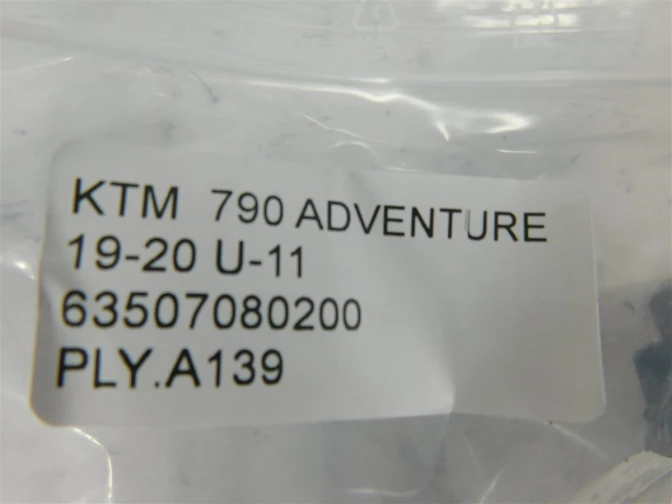 KTM 790 ADVENTURE
19-20 U-11
63507080200
PLY.A139